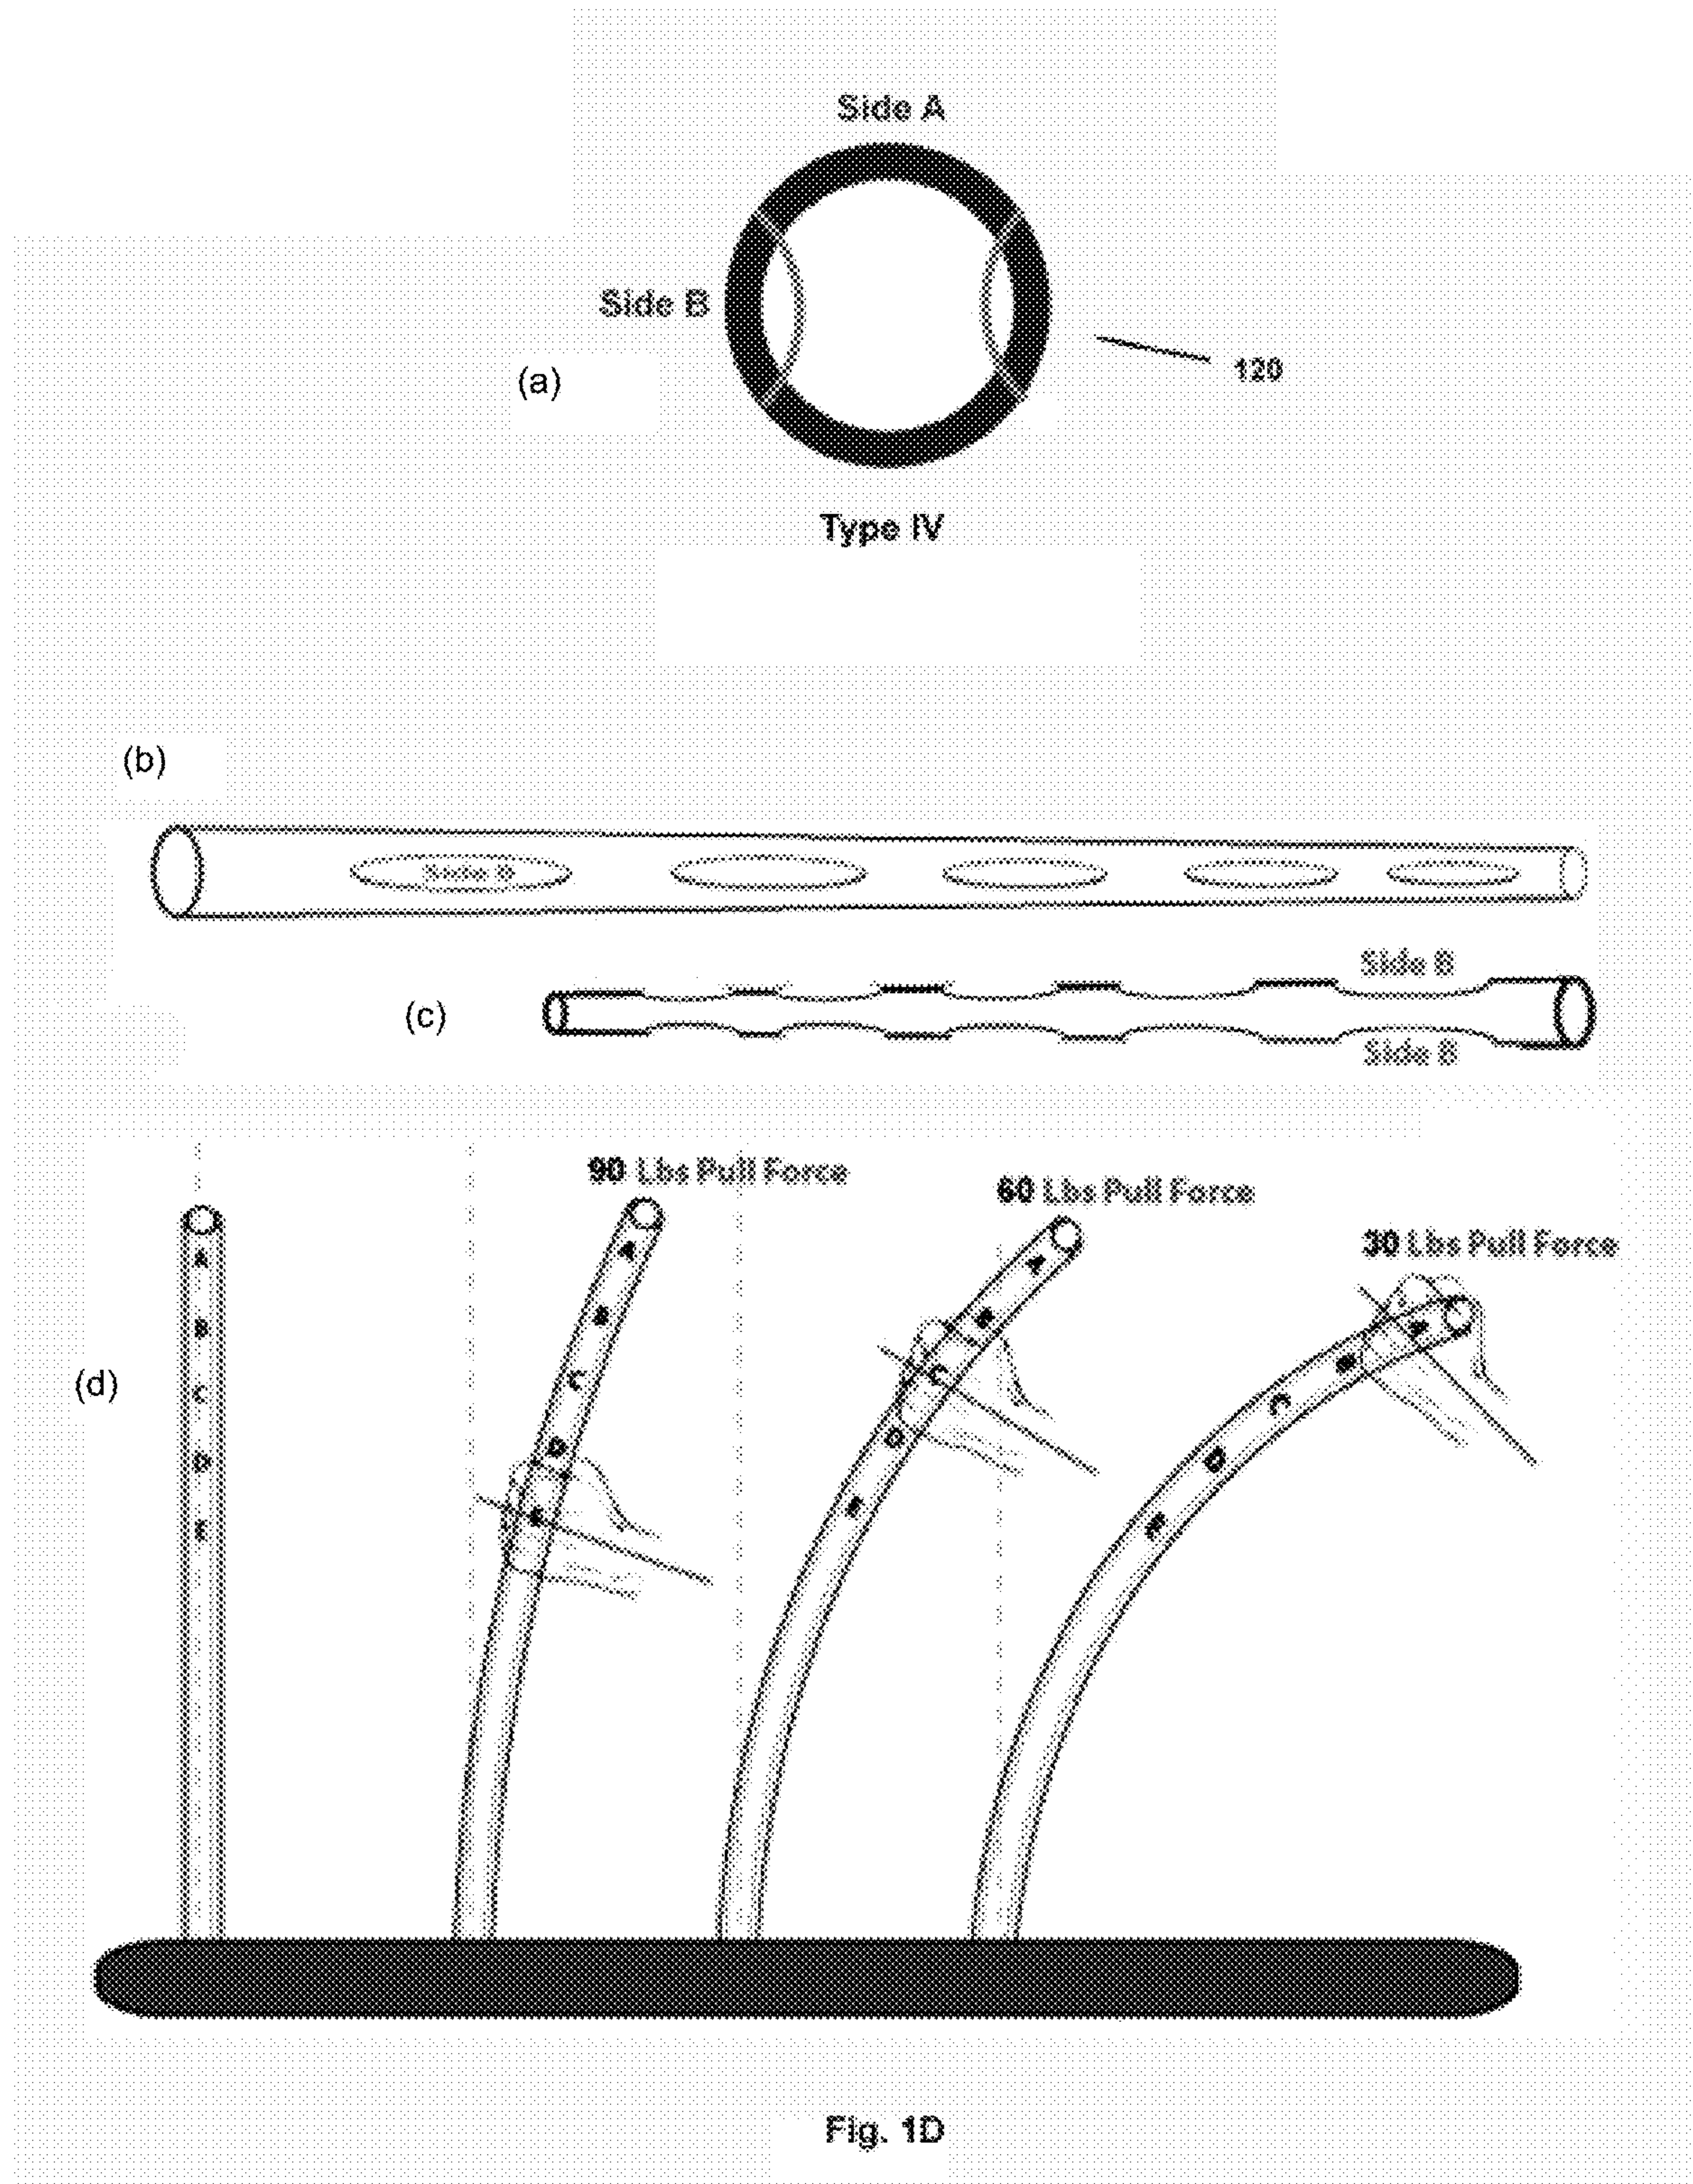 Side A
Side B
(a)
120
Type IV
(b)
Side B
(c)
Side B
Side B
90 Lbs Pull Force
60 Lbs Pull Force
30 Lbs Pull Force
(d)
A
B
C
D
E
A
B
C
D
E
A
B
C
D
E
A
B
C
D
E
Fig. 1D